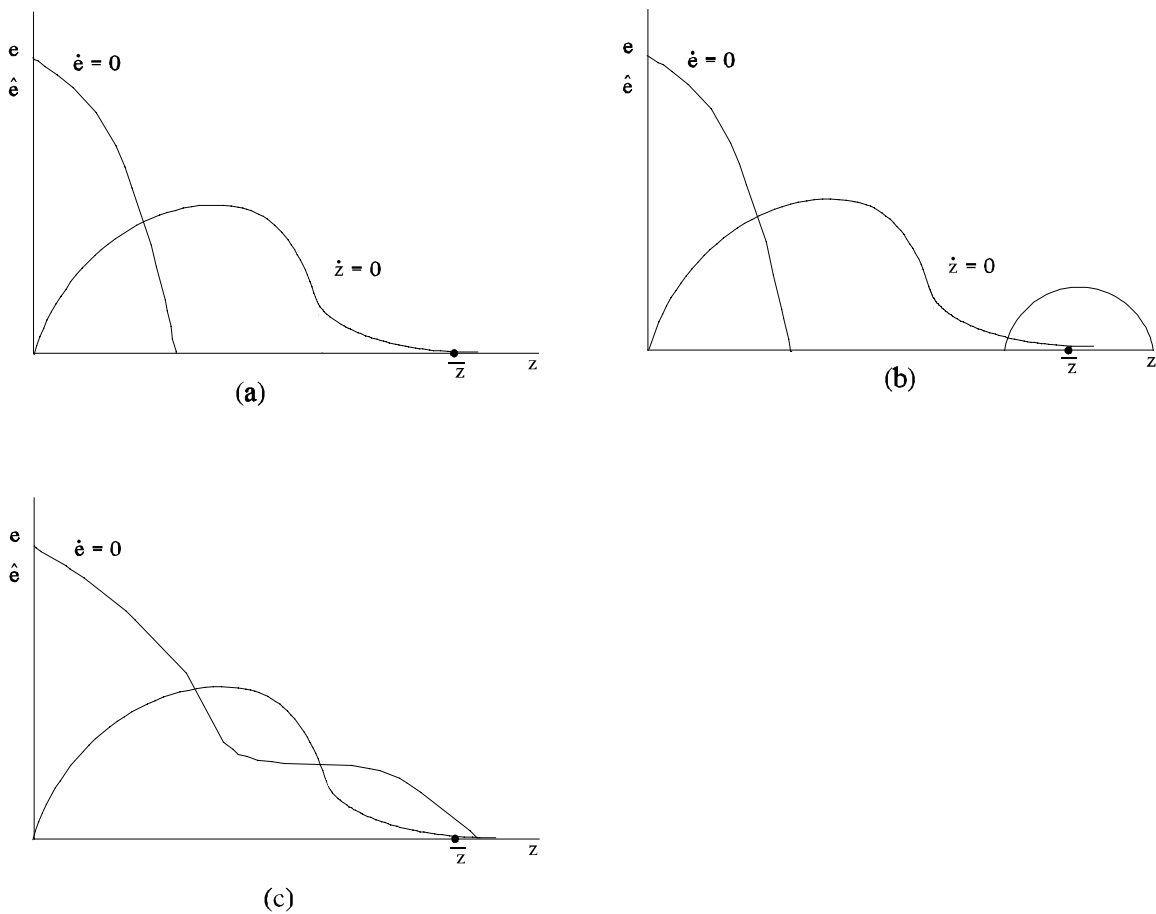 e
ê
ė = 0
ż = 0
z̅
z
(a)
e
ê
ė = 0
ż = 0
z̅
z
(b)
e
ê
ė = 0
z̅
z
(c)